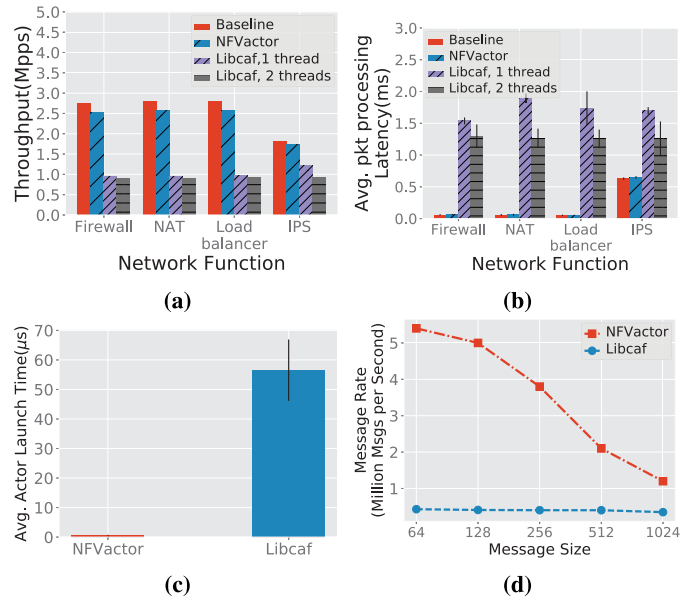 Throughput(Mpps)
5.0
4.5
4.0
3.5
3.0
2.5
2.0
1.5
1.0
0.5
0.0
Baseline
NFVactor
Libcaf,1 thread
Libcaf, 2 threads
Firewall NAT Load balancer IPS
Network Function
(a)
Avg. pkt processing
Latency(ms)
3.0
2.5
2.0
1.5
1.0
0.5
0.0
Baseline
NFVactor
Libcaf, 1 thread
Libcaf, 2 threads
Firewall NAT Load balancer IPS
Network Function
(b)
Avg. Actor Launch Time(μs)
70
60
50
40
30
20
10
0
NFVactor Libcaf
(c)
Message Rate
(Million Msgs per Second)
5
4
3
2
1
NFVactor
Libcaf
64 128 256 512 1024
Message Size
(d)